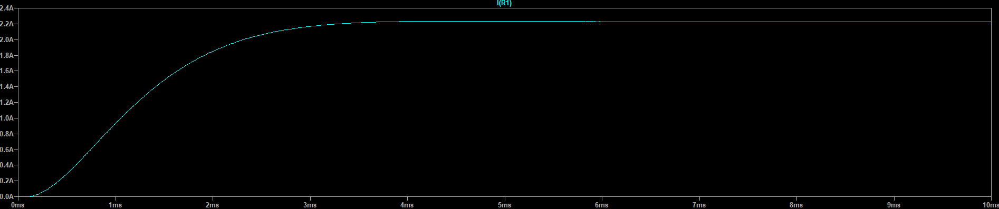 I(R1)
2.4A
2.2A
2.0A
1.8A
1.6A
1.4A
1.2A
1.0A
0.8A
0.6A
0.4A
0.2A
0.0A
0ms 1ms 2ms 3ms 4ms 5ms 6ms 7ms 8ms 9ms 10ms